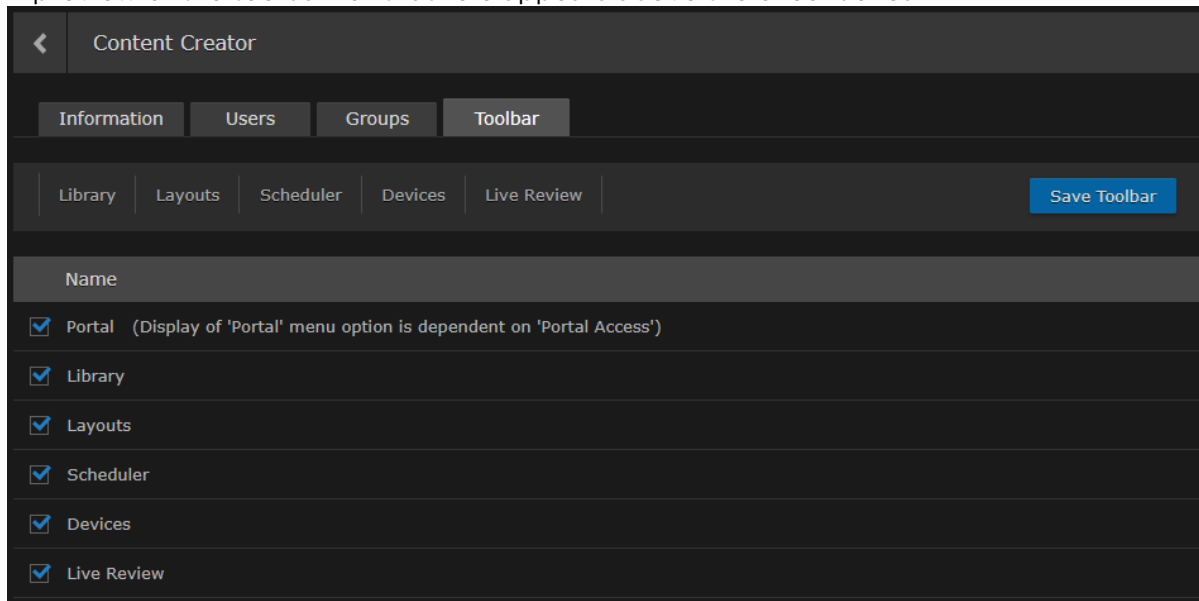 Content Creator
Information Users Groups Toolbar
Library Layouts Scheduler Devices Live Review Save Toolbar
Name
Portal (Display of 'Portal' menu option is dependent on 'Portal Access')
Library
Layouts
Scheduler
Devices
Live Review